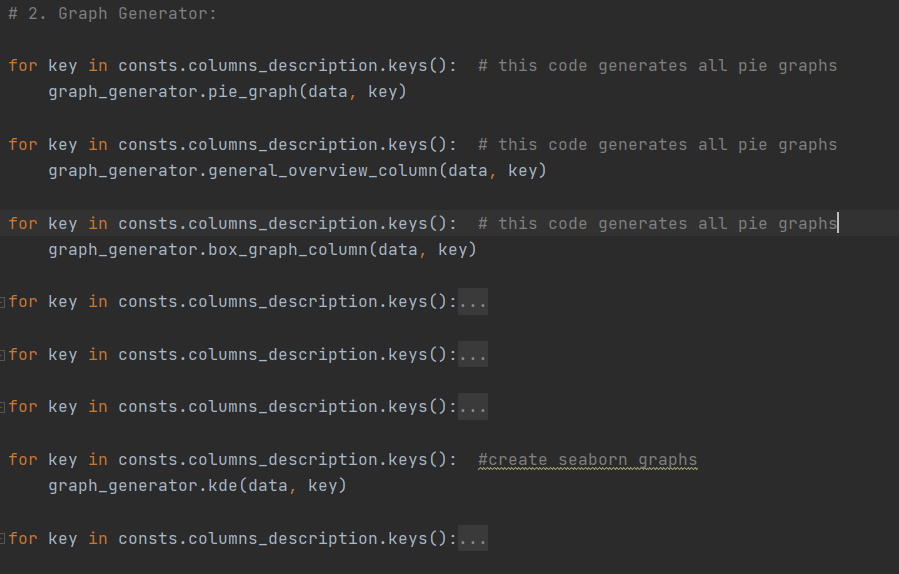 # 2. Graph Generator:
for key in consts.columns_description.keys():  # this code generates all pie graphs
    graph_generator.pie_graph(data, key)
for key in consts.columns_description.keys():  # this code generates all pie graphs
    graph_generator.general_overview_column(data, key)
for key in consts.columns_description.keys():  # this code generates all pie graphs
    graph_generator.box_graph_column(data, key)
for key in consts.columns_description.keys():...
for key in consts.columns_description.keys():...
for key in consts.columns_description.keys():...
for key in consts.columns_description.keys():  #create seaborn graphs
    graph_generator.kde(data, key)
for key in consts.columns_description.keys():...